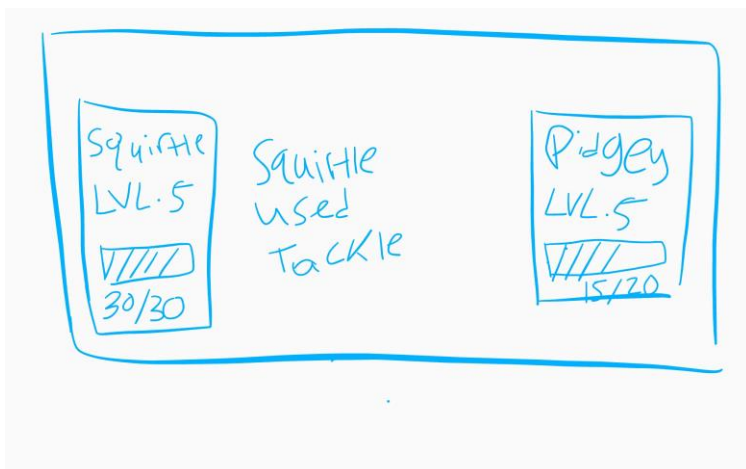 Squirtle
LVL.5
30/30
Squirtle
used
Tackle
Pidgey
LVL.5
15/20